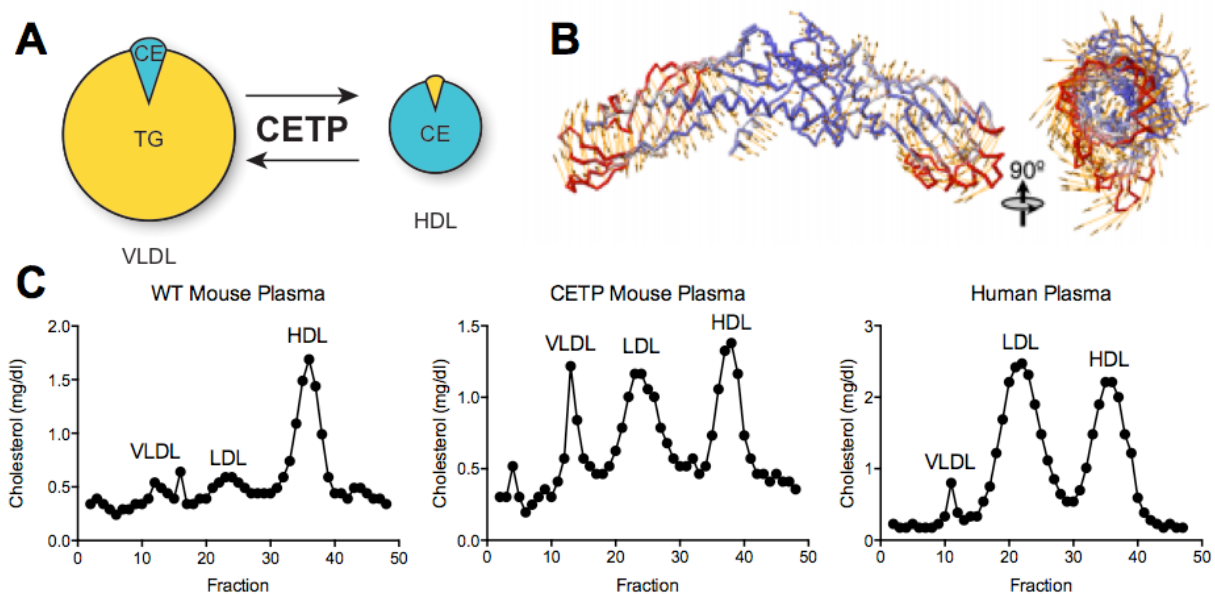 A
CE
TG
CETP
CE
HDL
VLDL
B
90º
C
WT Mouse Plasma
Cholesterol (mg/dl)
2.0
1.5
1.0
0.5
0.0
VLDL
LDL
HDL
0
10
20
30
40
50
Fraction
CETP Mouse Plasma
Cholesterol (mg/dl)
1.5
1.0
0.5
0.0
VLDL
LDL
HDL
0
10
20
30
40
50
Fraction
Human Plasma
Cholesterol (mg/dl)
3
2
1
0
VLDL
LDL
HDL
0
10
20
30
40
50
Fraction